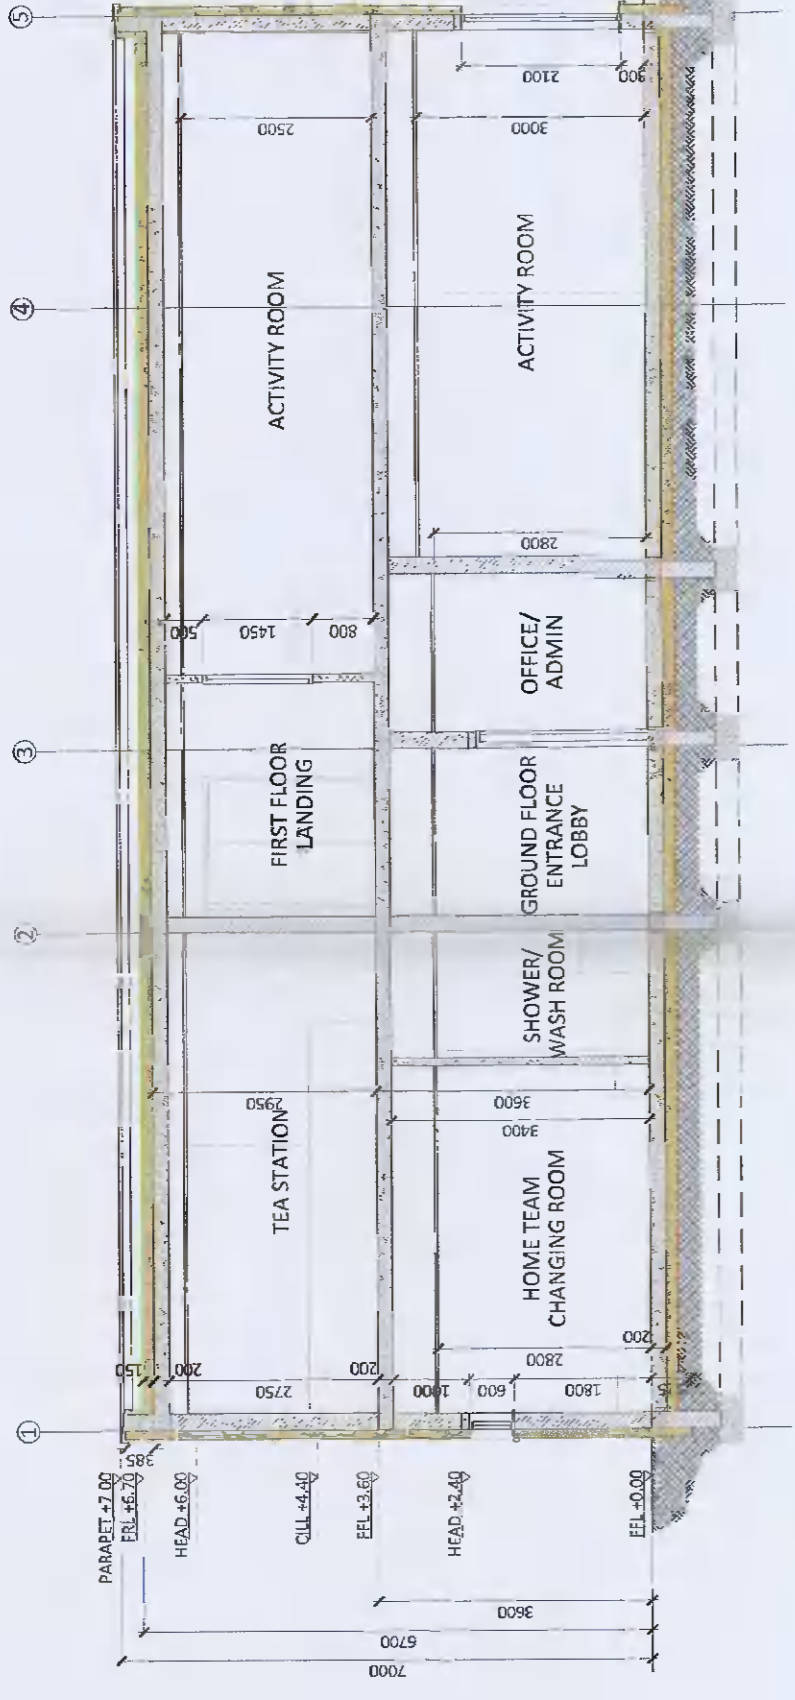 5
4
3
2
1
ACTIVITY ROOM
ACTIVITY ROOM
FIRST FLOOR
LANDING
OFFICE/
ADMIN
GROUND FLOOR
ENTRANCE
LOBBY
SHOWER/
WASH ROOM
TEA STATION
HOME TEAM
CHANGING ROOM
2500
3000
2100
2800
800
1450
500
2950
3600
3400
150
200
2750
200
600
1800
2800
200
385
PARAPET +7.00
FRL +6.70
HEAD +6.00
CILL +4.40
FFL +3.60
HEAD +2.40
FFL +0.00
3600
6700
7000